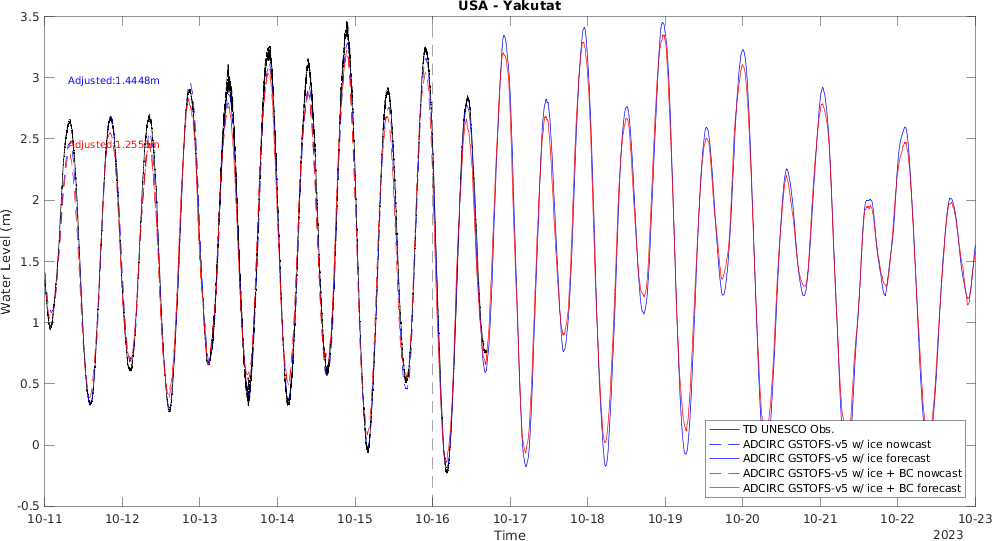 USA - Yakutat
3.5
3
2.5
2
1.5
1
0.5
0
-0.5
Water Level (m)
Adjusted:1.4448m
TD UNESCO Obs.
ADCIRC GSTOFS-v5 w/ ice nowcast
ADCIRC GSTOFS-v5 w/ ice forecast
ADCIRC GSTOFS-v5 w/ ice + BC nowcast
ADCIRC GSTOFS-v5 w/ ice + BC forecast
10-11 10-12 10-13 10-14 10-15 10-16 10-17 10-18 10-19 10-20 10-21 10-22 10-23
Time
2023